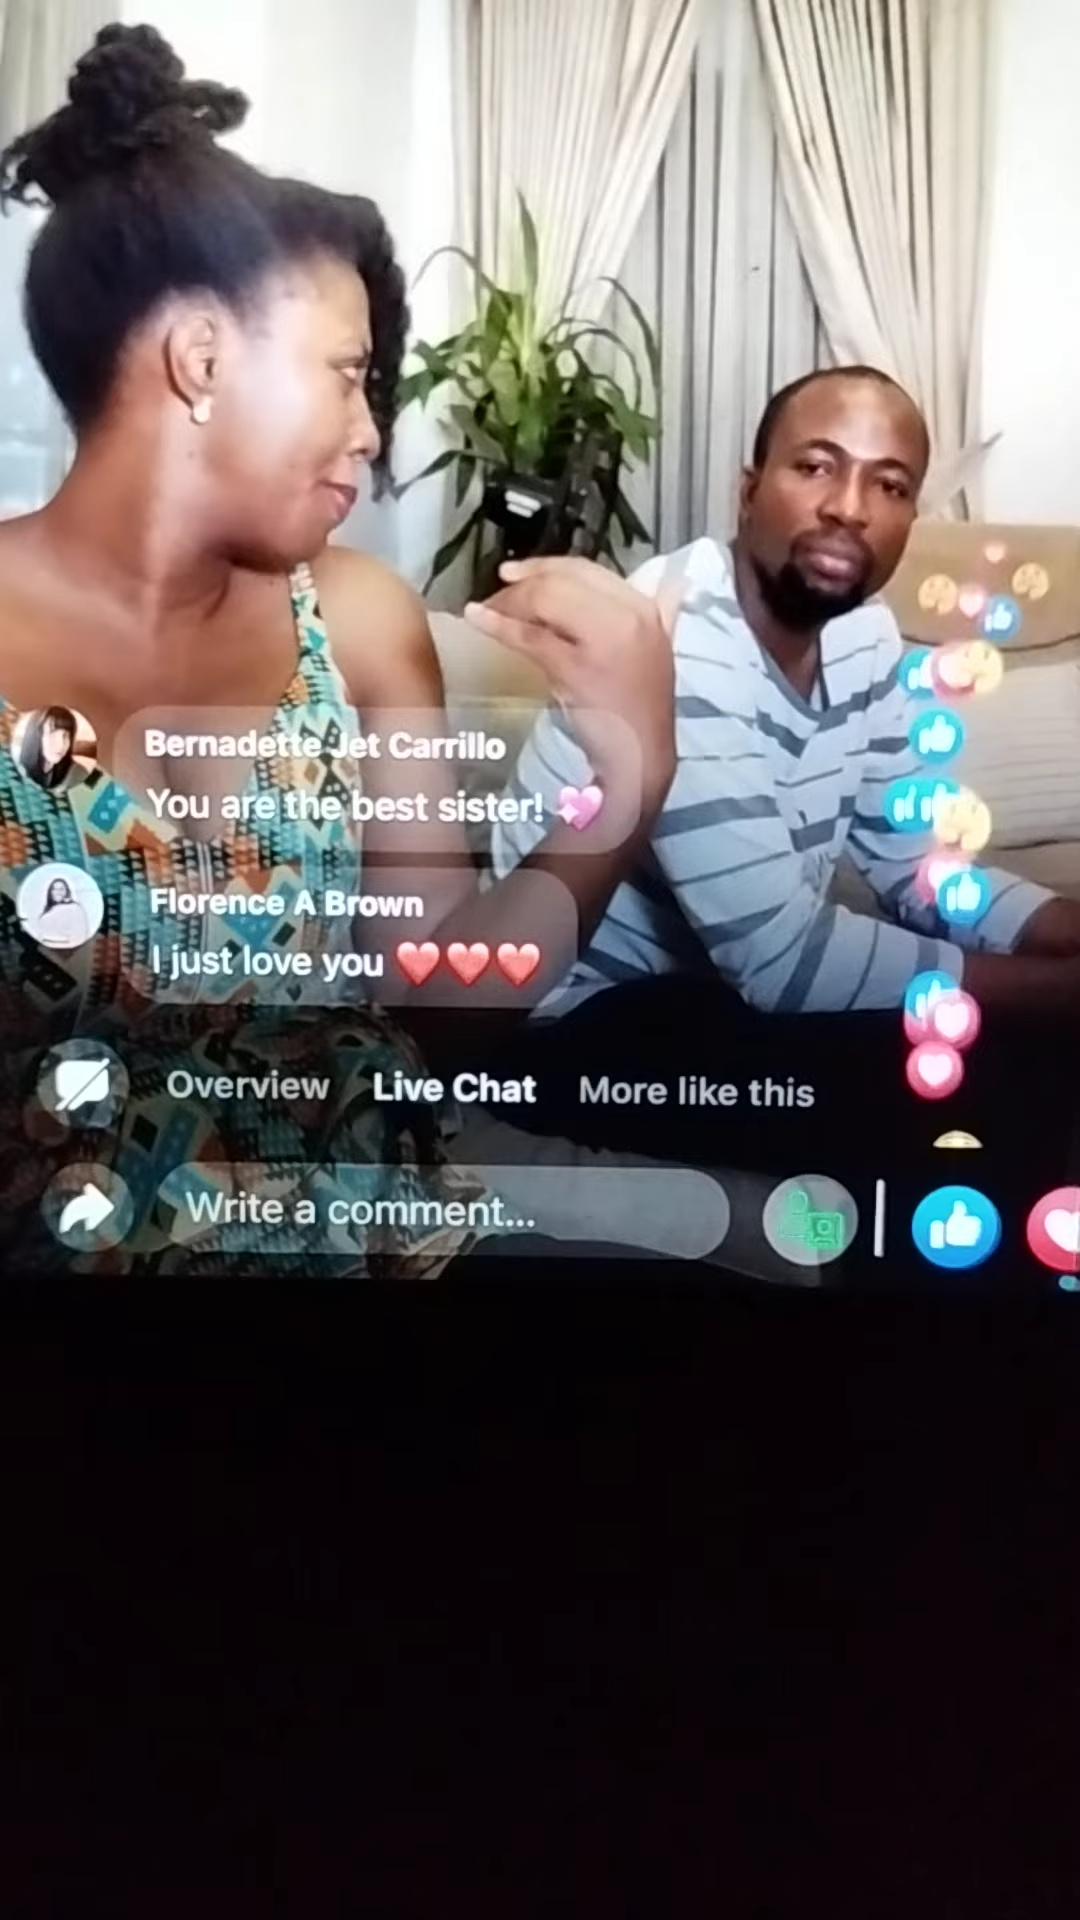 Bernadette Jet Carrillo
You are the best sister! 💖
Florence A Brown
I just love you ❤️❤️❤️
Overview Live Chat More like this
Write a comment...